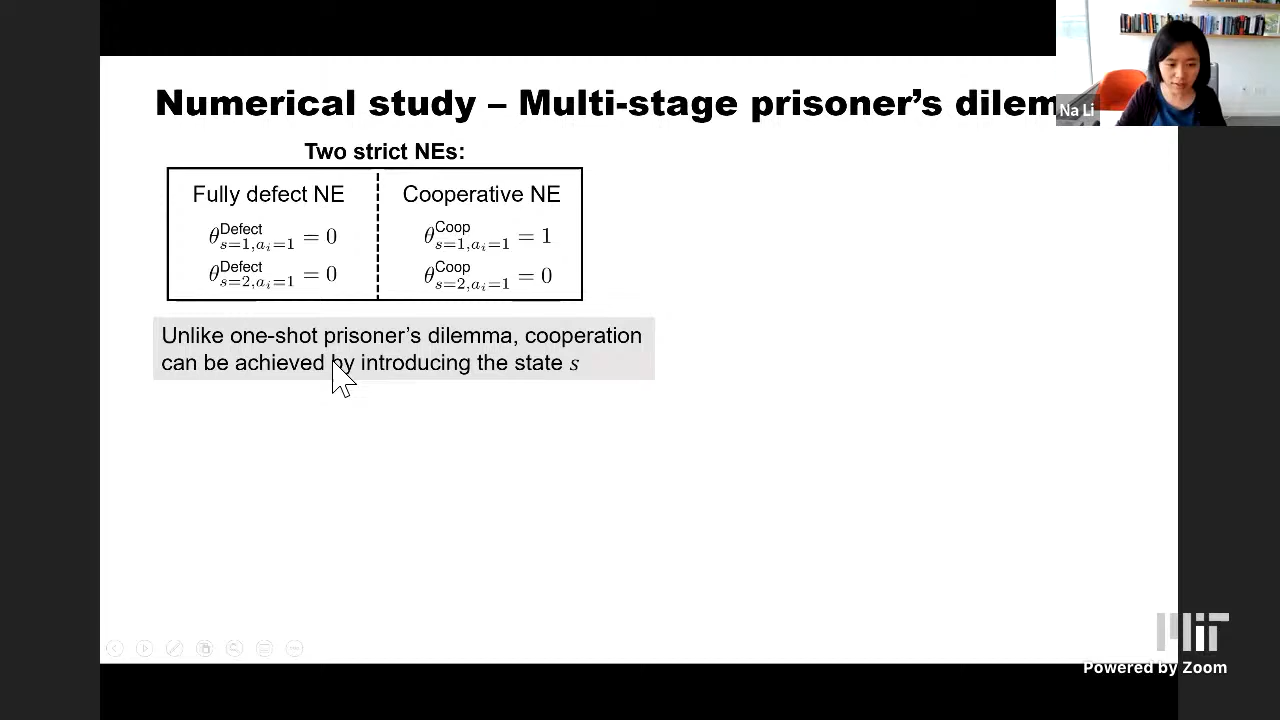 Numerical study – Multi-stage prisoner's dilem
Na Li
Two strict NEs:
Fully defect NE
θ^Defect_{s=1,a_i=1} = 0
θ^Defect_{s=2,a_i=1} = 0
Cooperative NE
θ^Coop_{s=1,a_i=1} = 1
θ^Coop_{s=2,a_i=1} = 0
Unlike one-shot prisoner's dilemma, cooperation
can be achieved by introducing the state s
MIT
Powered by Zoom